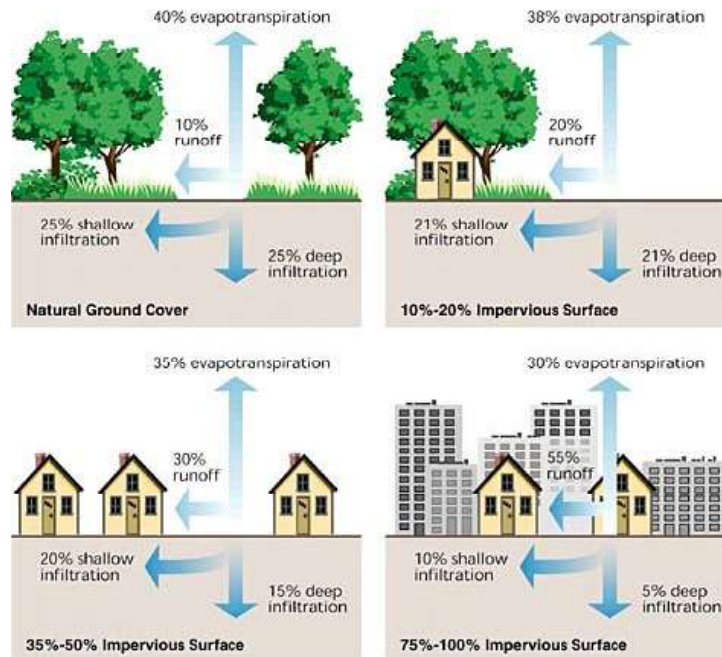 40% evapotranspiration
10%
runoff
25% shallow
infiltration
25% deep
infiltration
Natural Ground Cover
38% evapotranspiration
20%
runoff
21% shallow
infiltration
21% deep
infiltration
10%-20% Impervious Surface
35% evapotranspiration
30%
runoff
20% shallow
infiltration
15% deep
infiltration
35%-50% Impervious Surface
30% evapotranspiration
55%
runoff
10% shallow
infiltration
5% deep
infiltration
75%-100% Impervious Surface